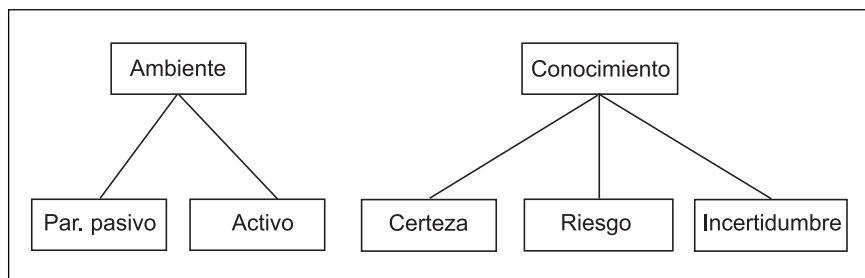 Ambiente
Conocimiento
Par. pasivo
Activo
Certeza
Riesgo
Incertidumbre